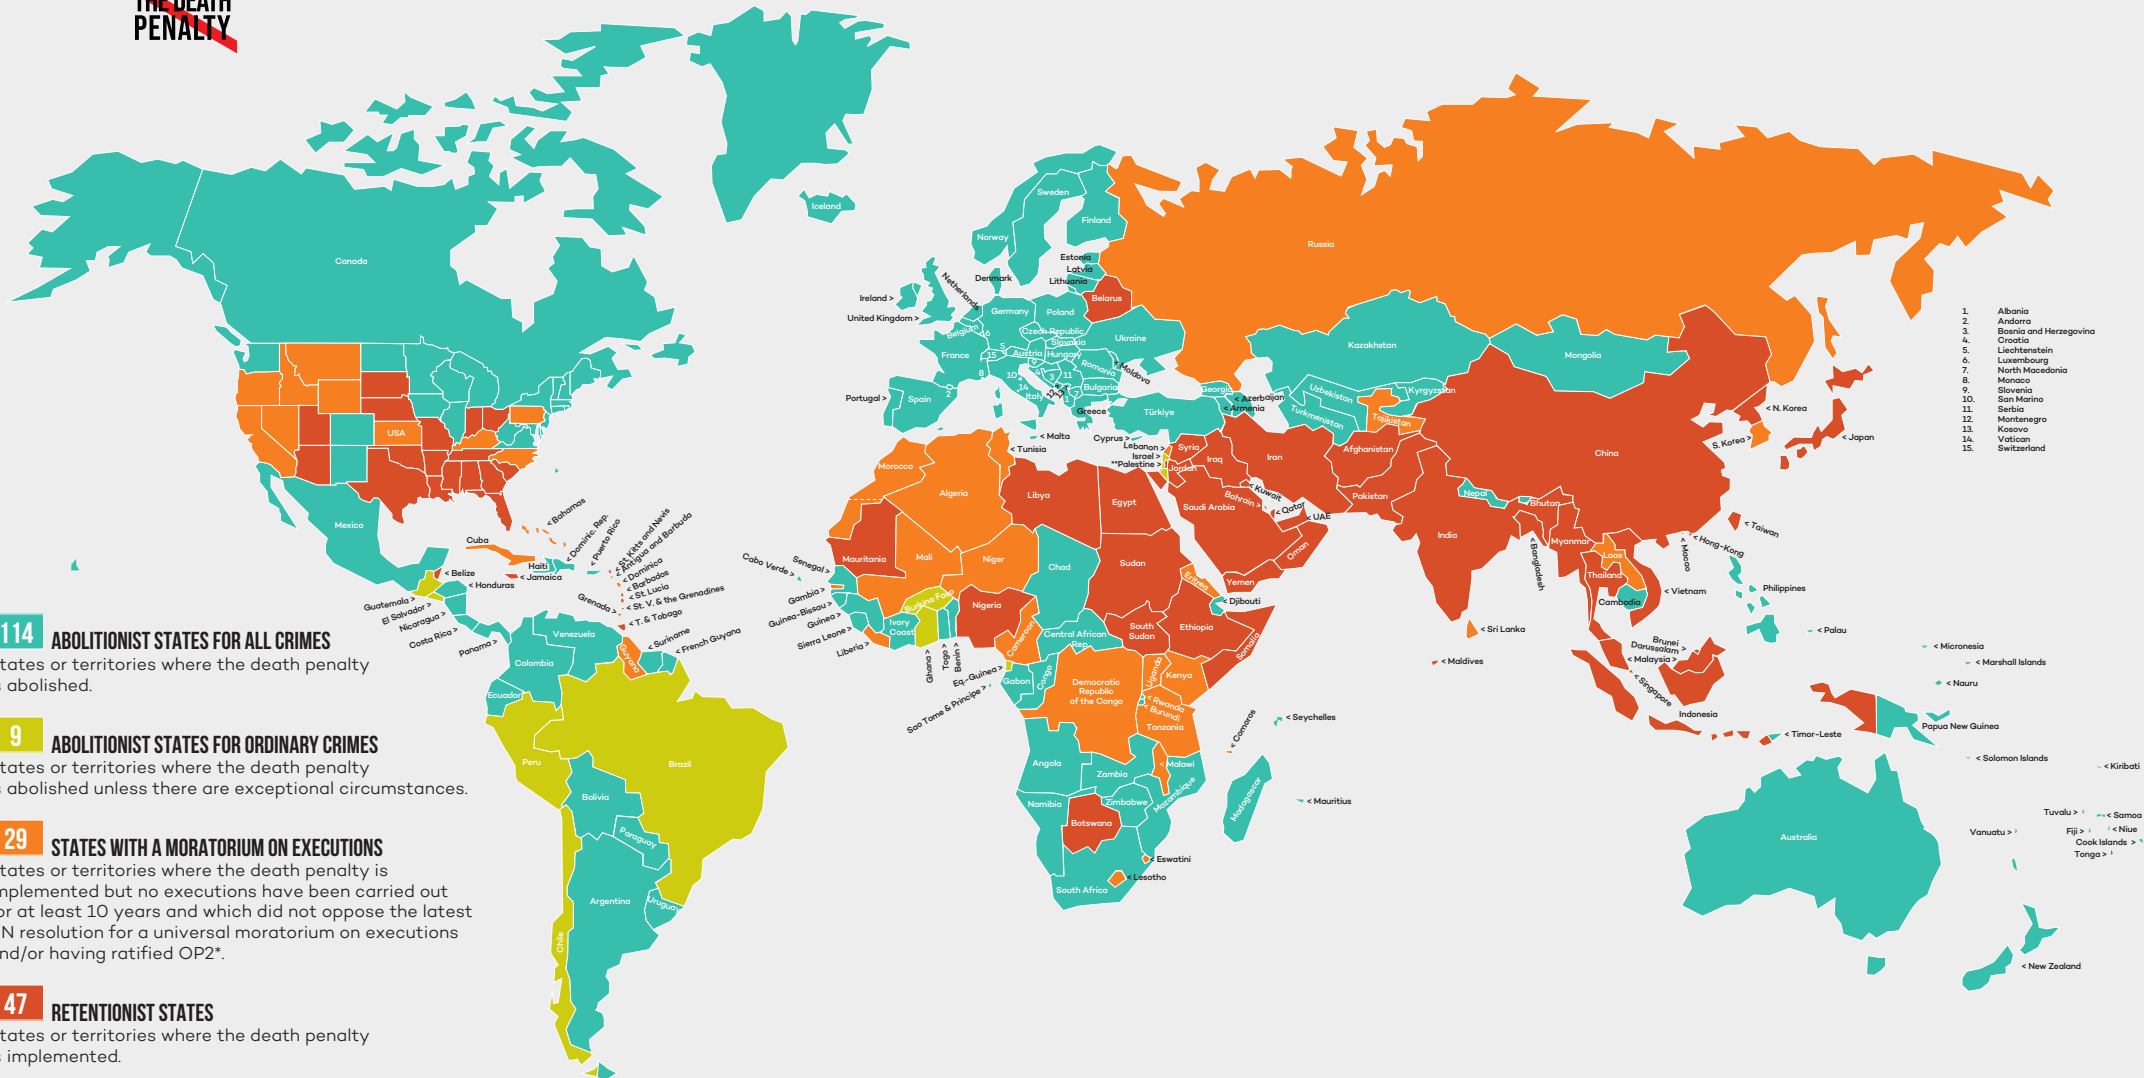 THE DEATH
PENALTY
114 ABOLITIONIST STATES FOR ALL CRIMES
tates or territories where the death penalty
s abolished.
9 ABOLITIONIST STATES FOR ORDINARY CRIMES
tates or territories where the death penalty
s abolished unless there are exceptional circumstances.
29 STATES WITH A MORATORIUM ON EXECUTIONS
tates or territories where the death penalty is
mplemented but no executions have been carried out
or at least 10 years and which did not oppose the latest
N resolution for a universal moratorium on executions
nd/or having ratified OP2*.
47 RETENTIONIST STATES
tates or territories where the death penalty
s implemented.
Canada
USA
Mexico
Cuba
< Bahamas
Haiti
< Dominic. Rep.
< Puerto Rico
< St. Kitts and Nevis
< Antigua and Barbuda
< Dominica
< Barbados
< St. Lucia
< St. V. & the Grenadines
Grenada >
< T. & Tobago
< Jamaica
< Belize
< Honduras
Guatemala >
El Salvador >
Nicaragua >
Costa Rica >
Panama >
Venezuela
Colombia
Guyana
< Suriname
< French Guyana
Ecuador
Peru
Brazil
Bolivia
Paraguay
Chile
Argentina
Uruguay
Iceland
Norway
Sweden
Finland
Denmark
Estonia
Latvia
Lithuania
Belarus
Ireland >
United Kingdom >
Netherlands
Belgium
Germany
Poland
Czech Republic
Slovakia
Ukraine
France
Austria
Hungary
Romania
< Moldova
Bulgaria
Portugal >
Spain
Italy
Greece
Türkiye
Georgia
< Azerbaijan
< Armenia
Cyprus >
< Malta
1
2
3
4
5
6
7
8
9
10
11
12
13
14
15
Russia
Kazakhstan
Uzbekistan
Turkmenistan
Kyrgyzstan
Tajikistan
Mongolia
China
< N. Korea
S. Korea >
< Japan
< Taiwan
< Hong-Kong
< Macao
Afghanistan
Pakistan
India
Nepal
Bhutan
< Bangladesh
Myanmar
Laos
Thailand
Cambodia
< Vietnam
Philippines
< Sri Lanka
< Maldives
Brunei
Darussalam >
< Malaysia >
< Singapore
Indonesia
< Timor-Leste
Papua New Guinea
< Palau
< Micronesia
< Marshall Islands
< Nauru
< Solomon Islands
< Kiribati
Tuvalu >
< Samoa
Vanuatu >
Fiji >
< Niue
Cook Islands >
Tonga >
Australia
< New Zealand
Lebanon >
Israel >
**Palestine >
Syria
Jordan
Iraq
Iran
< Kuwait
Bahrain >
< Qatar
< UAE
Saudi Arabia
Oman
Yemen
< Tunisia
Morocco
Algeria
Libya
Egypt
Mauritania
Mali
Niger
Chad
Sudan
Eritrea
< Djibouti
Cabo Verde >
Senegal >
Gambia >
Guinea-Bissau >
Guinea >
Sierra Leone >
Liberia >
Ivory
Coast
Burkina Faso
Ghana >
Togo >
Benin >
Nigeria
Cameroon
Central African
Rep.
South
Sudan
Ethiopia
Somalia
Eq.-Guinea >
Sao Tome & Principe >
Gabon
Congo
Democratic
Republic
of the Congo
Uganda
Kenya
< Rwanda
< Burundi
Tanzania
< Comoros
< Seychelles
Angola
Zambia
< Malawi
Mozambique
Zimbabwe
Namibia
Botswana
Madagascar
< Mauritius
< Eswatini
< Lesotho
South Africa
1. Albania
2. Andorra
3. Bosnia and Herzegovina
4. Croatia
5. Liechtenstein
6. Luxembourg
7. North Macedonia
8. Monaco
9. Slovenia
10. San Marino
11. Serbia
12. Montenegro
13. Kosovo
14. Vatican
15. Switzerland